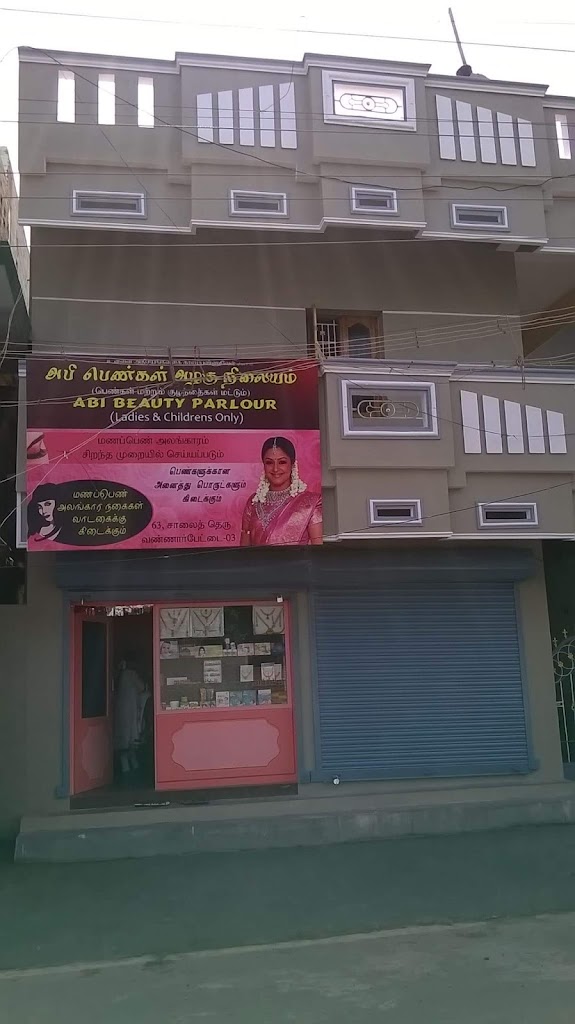 அபி பெண்கள் அழகு நிலையம்
(பெண்கள் மற்றும் குழந்தைகள் மட்டும்)
ABI BEAUTY PARLOUR
(Ladies & Childrens Only)
மணப்பெண் அலங்காரம்
சிறந்த முறையில் செய்யப்படும்
பெண்களுக்கான
அனைத்து பொருட்களும்
கிடைக்கும்
மணப்பெண்
அலங்கார நகைகள்
வாடகைக்கு
கிடைக்கும்
63, சாலைத் தெரு
வண்ணார்பேட்டை-03